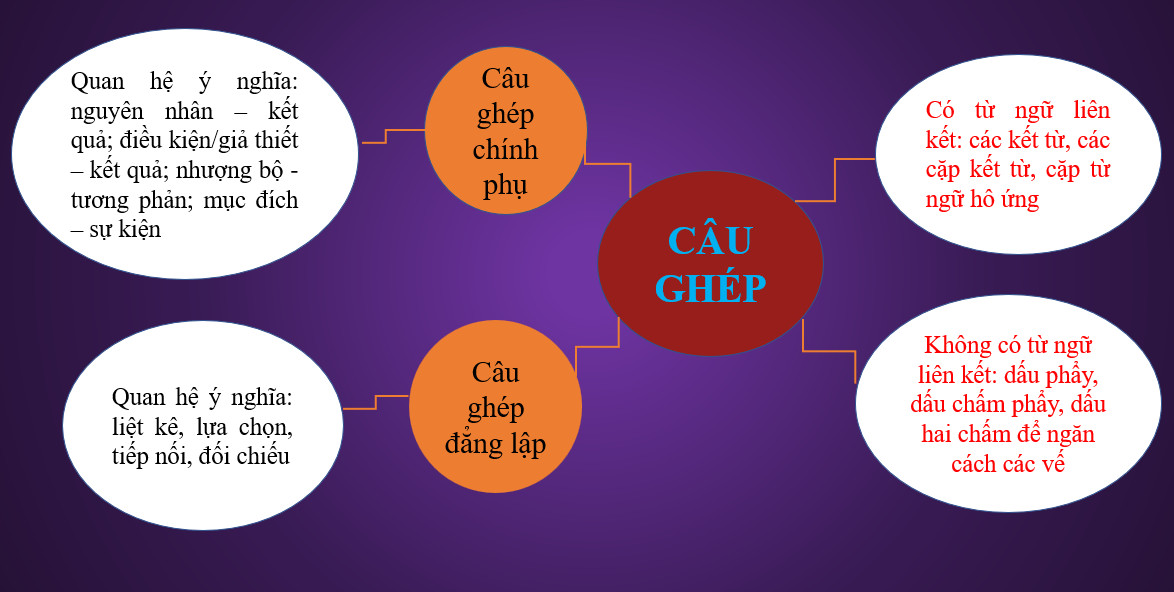 Quan hệ ý nghĩa:
nguyên nhân – kết
quả; điều kiện/giả thiết
– kết quả; nhượng bộ -
tương phản; mục đích
– sự kiện
Câu
ghép
chính
phụ
Có từ ngữ liên
kết: các kết từ, các
cặp kết từ, cặp từ
ngữ hô ứng
CÂU
GHÉP
Quan hệ ý nghĩa:
liệt kê, lựa chọn,
tiếp nối, đối chiếu
Câu
ghép
đẳng lập
Không có từ ngữ
liên kết: dấu phẩy,
dấu chấm phẩy, dấu
hai chấm để ngăn
cách các vế